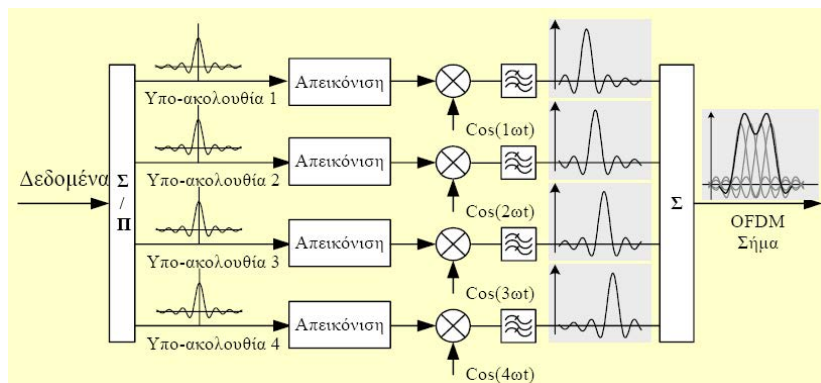 Δεδομένα
Σ
/
Π
Υπο-ακολουθία 1
Απεικόνιση
Cos(1ωt)
Υπο-ακολουθία 2
Απεικόνιση
Cos(2ωt)
Υπο-ακολουθία 3
Απεικόνιση
Cos(3ωt)
Υπο-ακολουθία 4
Απεικόνιση
Cos(4ωt)
Σ
OFDM
Σήμα